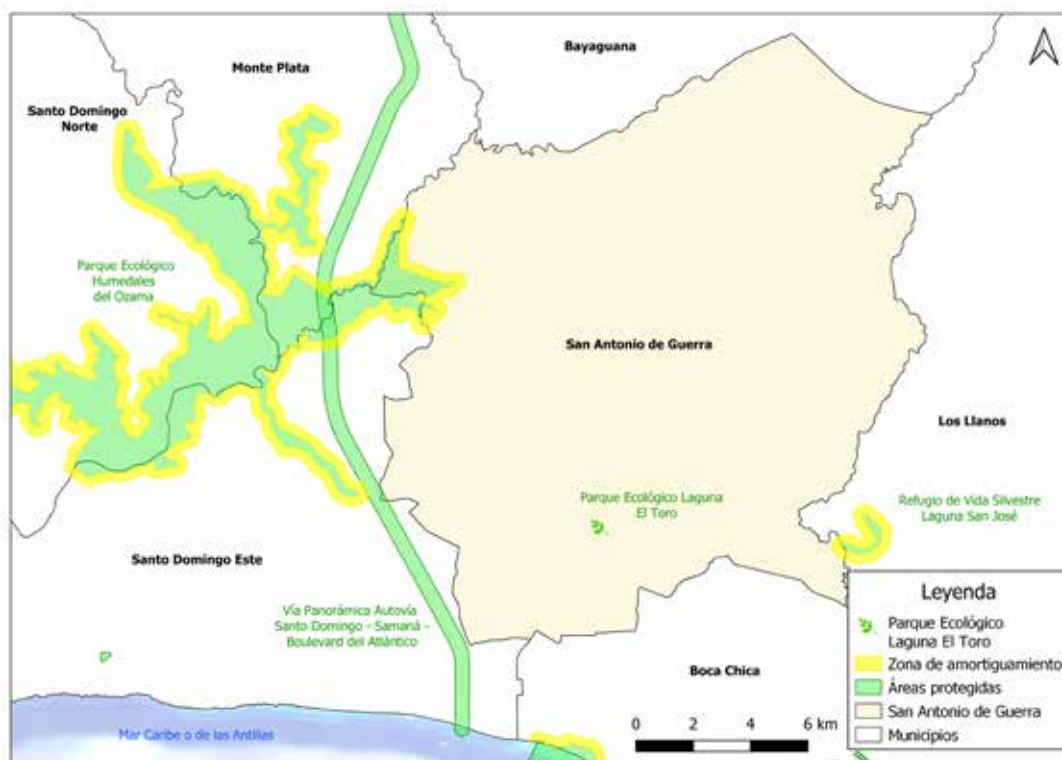 Bayaguana
Monte Plata
Santo Domingo
Norte
Parque Ecológico
Humedales
del Ozama
San Antonio de Guerra
Los Llanos
Parque Ecológico Laguna
El Toro
Refugio de Vida Silvestre
Laguna San José
Santo Domingo Este
Vía Panorámica Autovía
Santo Domingo - Samaná -
Boulevard del Atlántico
Boca Chica
Mar Caribe o de las Antillas
0 2 4 6 km
Leyenda
Parque Ecológico
Laguna El Toro
Zona de amortiguamiento
Áreas protegidas
San Antonio de Guerra
Municipios